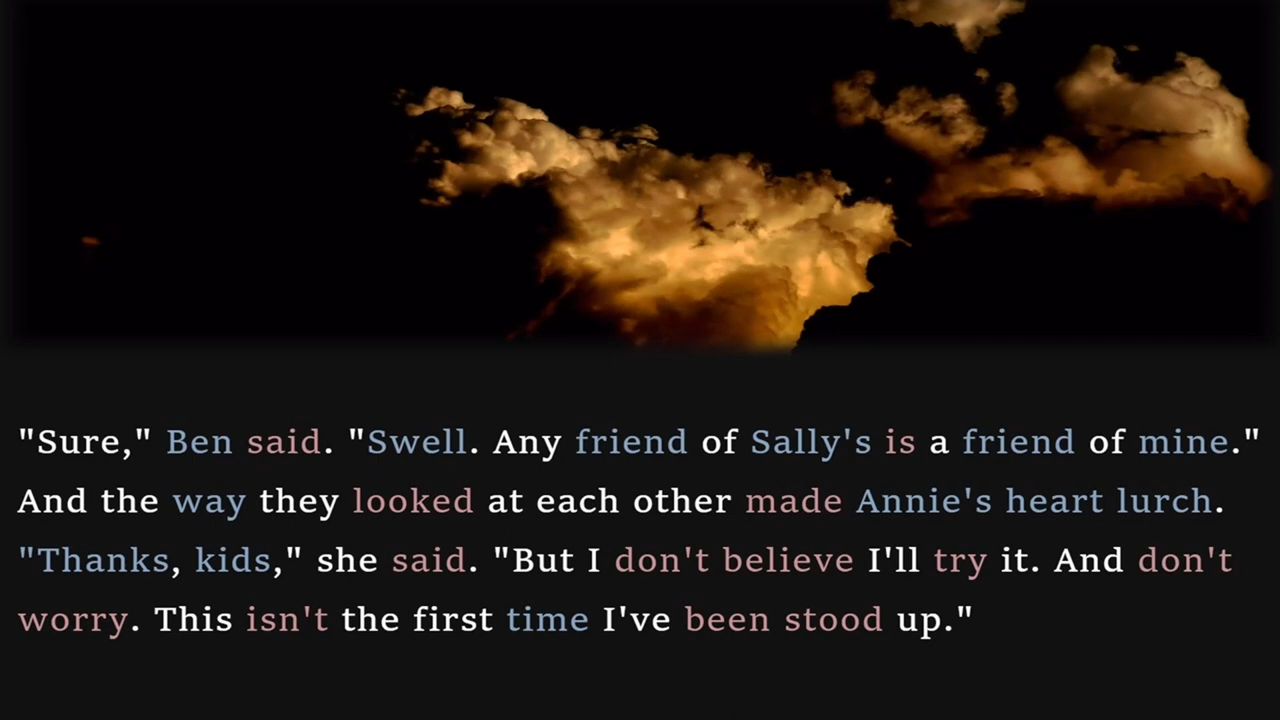 "Sure," Ben said. "Swell. Any friend of Sally's is a friend of mine."
And the way they looked at each other made Annie's heart lurch.
"Thanks, kids," she said. "But I don't believe I'll try it. And don't
worry. This isn't the first time I've been stood up."